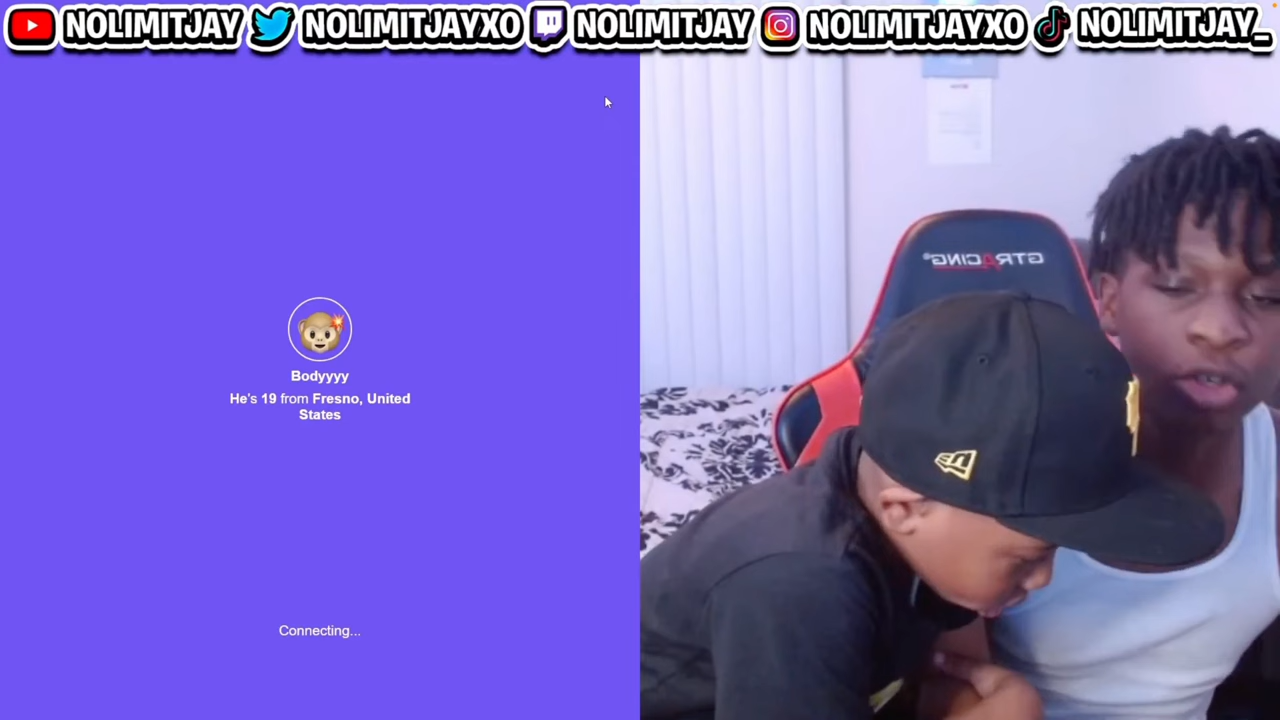 NOLIMITJAY NOLIMITJAYXO NOLIMITJAY NOLIMITJAYXO NOLIMITJAY_
GTRACING
Bodyyyy
He's 19 from Fresno, United
States
Connecting...